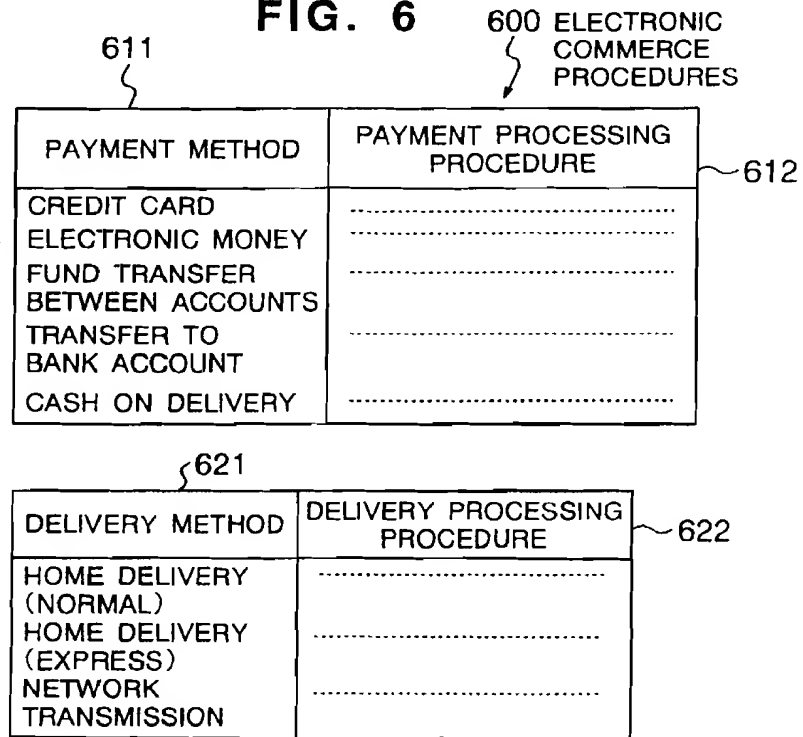 FIG. 6
600 ELECTRONIC
COMMERCE
PROCEDURES
611
PAYMENT METHOD
PAYMENT PROCESSING
PROCEDURE
612
CREDIT CARD
ELECTRONIC MONEY
FUND TRANSFER
BETWEEN ACCOUNTS
TRANSFER TO
BANK ACCOUNT
CASH ON DELIVERY
621
DELIVERY METHOD
DELIVERY PROCESSING
PROCEDURE
622
HOME DELIVERY
(NORMAL)
HOME DELIVERY
(EXPRESS)
NETWORK
TRANSMISSION